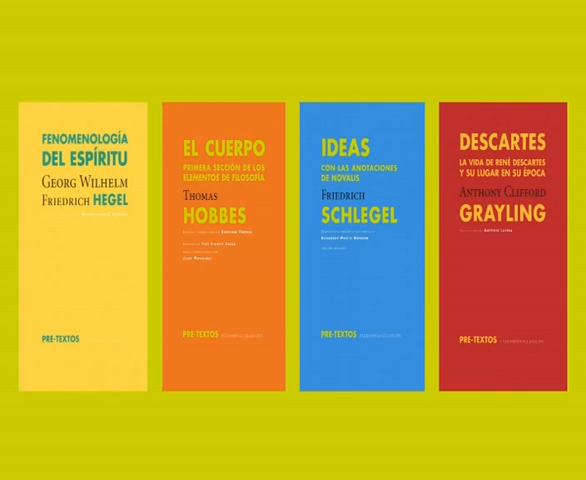 FENOMENOLOGÍA
DEL ESPÍRITU
GEORG WILHELM
FRIEDRICH HEGEL
PRE-TEXTOS
EL CUERPO
PRIMERA SECCIÓN DE LOS
ELEMENTOS DE FILOSOFÍA
THOMAS
HOBBES
PRE-TEXTOS
IDEAS
CON LAS ANOTACIONES
DE NOVALIS
FRIEDRICH
SCHLEGEL
PRE-TEXTOS
DESCARTES
LA VIDA DE RENÉ DESCARTES
Y SU LUGAR EN SU ÉPOCA
ANTHONY CLIFFORD
GRAYLING
PRE-TEXTOS